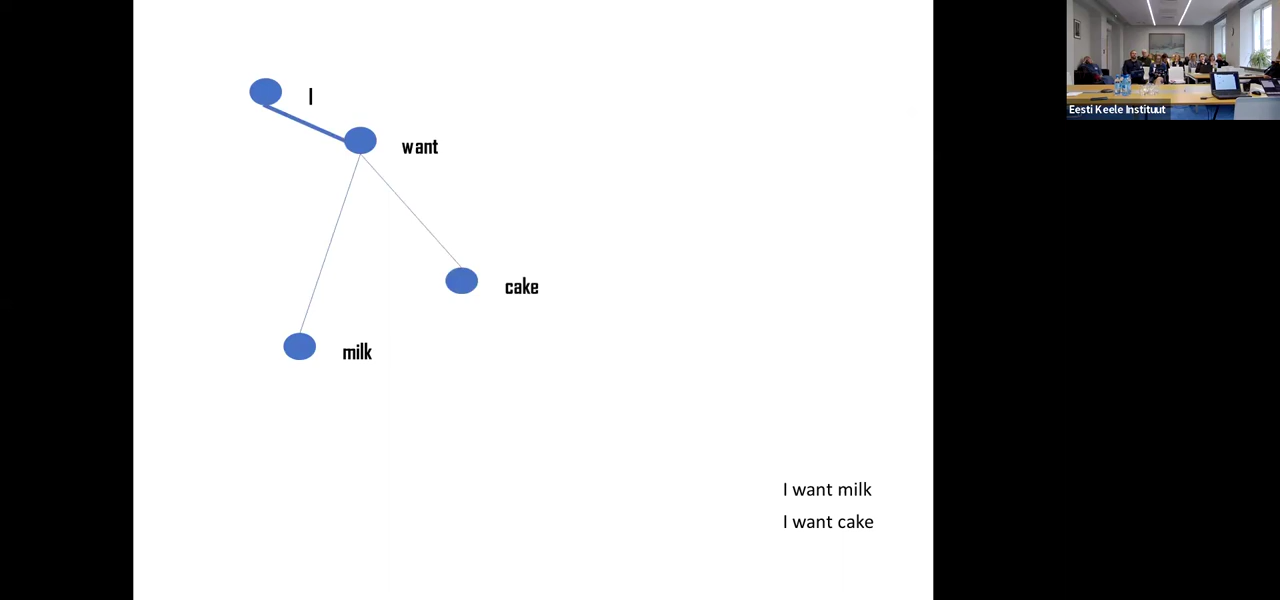 I
want
cake
milk
I want milk
I want cake
Eesti Keele Instituut